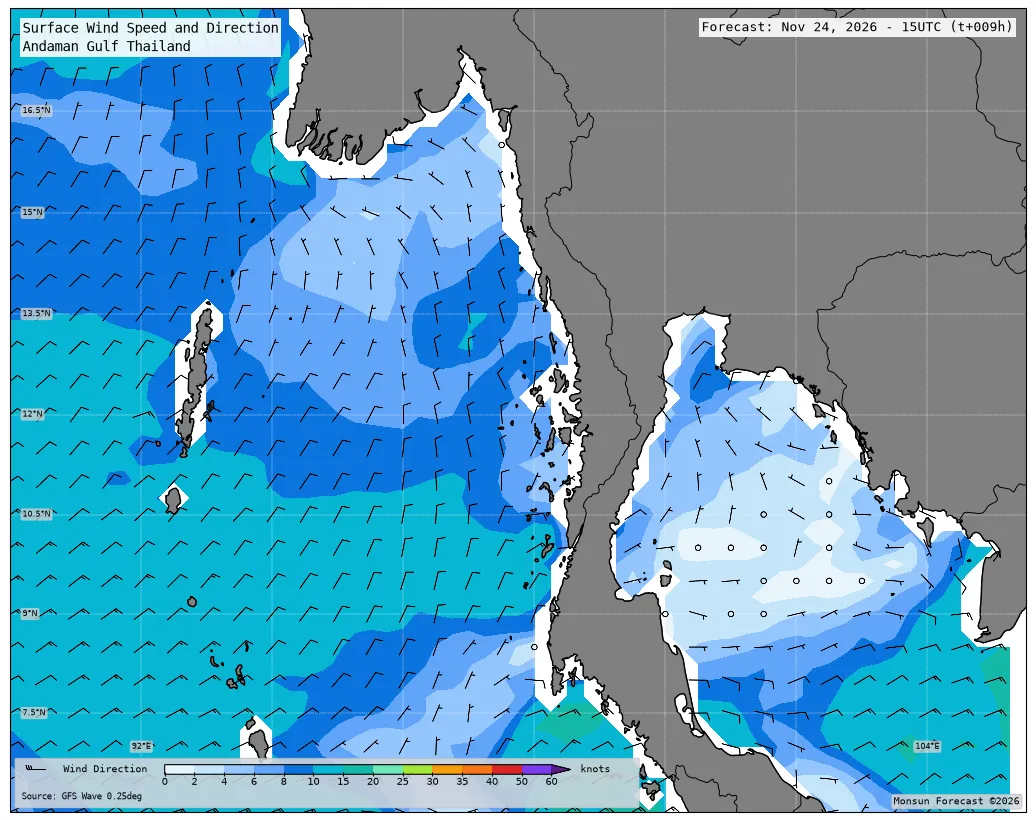 Surface Wind Speed and Direction
Andaman Gulf Thailand
Forecast: Nov 24, 2026 - 15UTC (t+009h)
16.5°N
15°N
13.5°N
12°N
10.5°N
9°N
7.5°N
92°E
104°E
Wind Direction
0 2 4 6 8 10 15 20 25 30 35 40 50 60
knots
Source: GFS Wave 0.25deg
Monsun Forecast ©2026